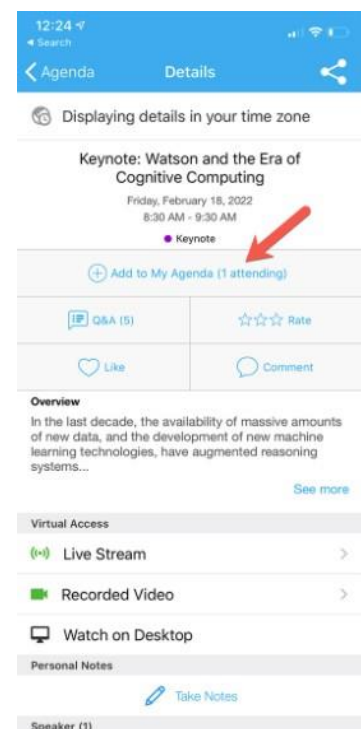 12:24
Search
Agenda Details
Displaying details in your time zone
Keynote: Watson and the Era of
Cognitive Computing
Friday, February 18, 2022
8:30 AM - 9:30 AM
Keynote
Add to My Agenda (1 attending)
Q&A (5) Rate
Like Comment
Overview
In the last decade, the availability of massive amounts
of new data, and the development of new machine
learning technologies, have augmented reasoning
systems...
See more
Virtual Access
Live Stream
Recorded Video
Watch on Desktop
Personal Notes
Take Notes
Speaker (1)